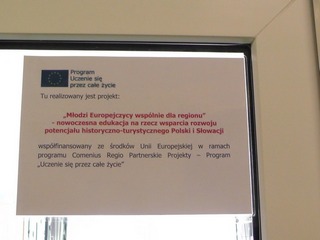 Program
Uczenie się
przez całe życie
Tu realizowany jest projekt:
„Młodzi Europejczycy wspólnie dla regionu”
- nowoczesna edukacja na rzecz wsparcia rozwoju
potencjału historyczno-turystycznego Polski i Słowacji
współfinansowany ze środków Unii Europejskiej w ramach
programu Comenius Regio Partnerskie Projekty – Program
„Uczenie się przez całe życie”